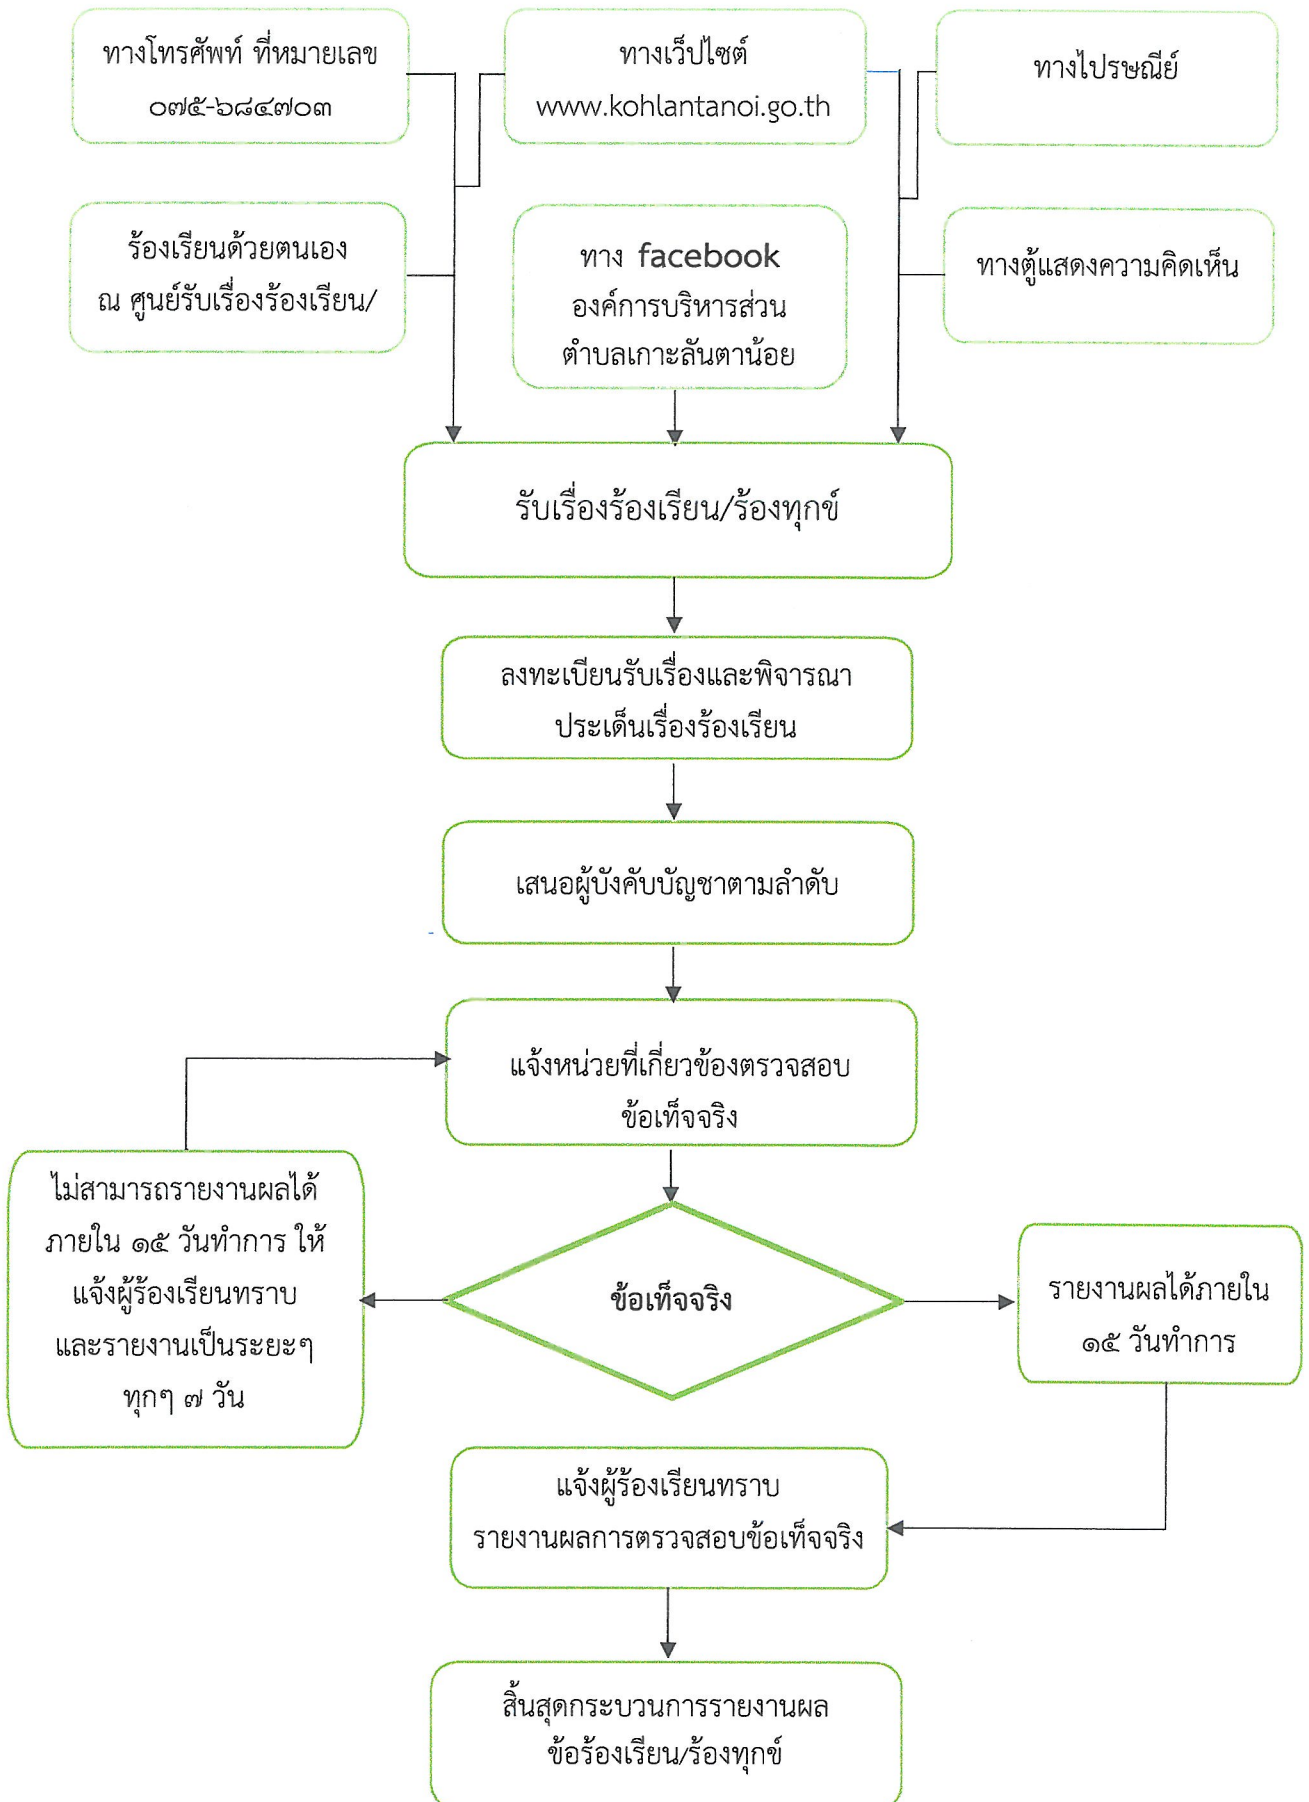 ทางโทรศัพท์ ที่หมายเลข
๐๗๕-๖๘๔๗๐๓
ทางเว็ปไซต์
www.kohlantanoi.go.th
ทางไปรษณีย์
ร้องเรียนด้วยตนเอง
ณ ศูนย์รับเรื่องร้องเรียน/
ทาง facebook
องค์การบริหารส่วน
ตำบลเกาะลันตาน้อย
ทางตู้แสดงความคิดเห็น
รับเรื่องร้องเรียน/ร้องทุกข์
ลงทะเบียนรับเรื่องและพิจารณา
ประเด็นเรื่องร้องเรียน
เสนอผู้บังคับบัญชาตามลำดับ
แจ้งหน่วยที่เกี่ยวข้องตรวจสอบ
ข้อเท็จจริง
ไม่สามารถรายงานผลได้
ภายใน ๑๕ วันทำการ ให้
แจ้งผู้ร้องเรียนทราบ
และรายงานเป็นระยะๆ
ทุกๆ ๗ วัน
ข้อเท็จจริง
รายงานผลได้ภายใน
๑๕ วันทำการ
แจ้งผู้ร้องเรียนทราบ
รายงานผลการตรวจสอบข้อเท็จจริง
สิ้นสุดกระบวนการรายงานผล
ข้อร้องเรียน/ร้องทุกข์